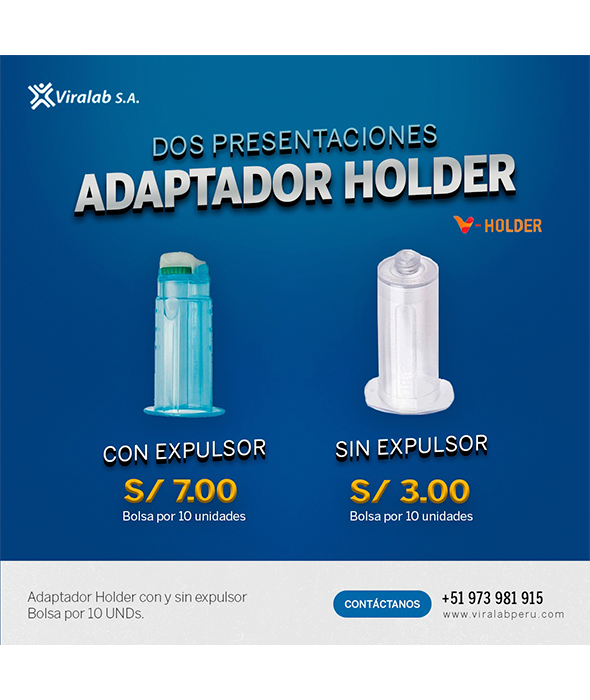 Viralab S.A.
DOS PRESENTACIONES
ADAPTADOR HOLDER
V-HOLDER
CON EXPULSOR
S/ 7.00
Bolsa por 10 unidades
SIN EXPULSOR
S/ 3.00
Bolsa por 10 unidades
Adaptador Holder con y sin expulsor
Bolsa por 10 UNDs.
CONTÁCTANOS
+51 973 981 915
www.viralabperu.com